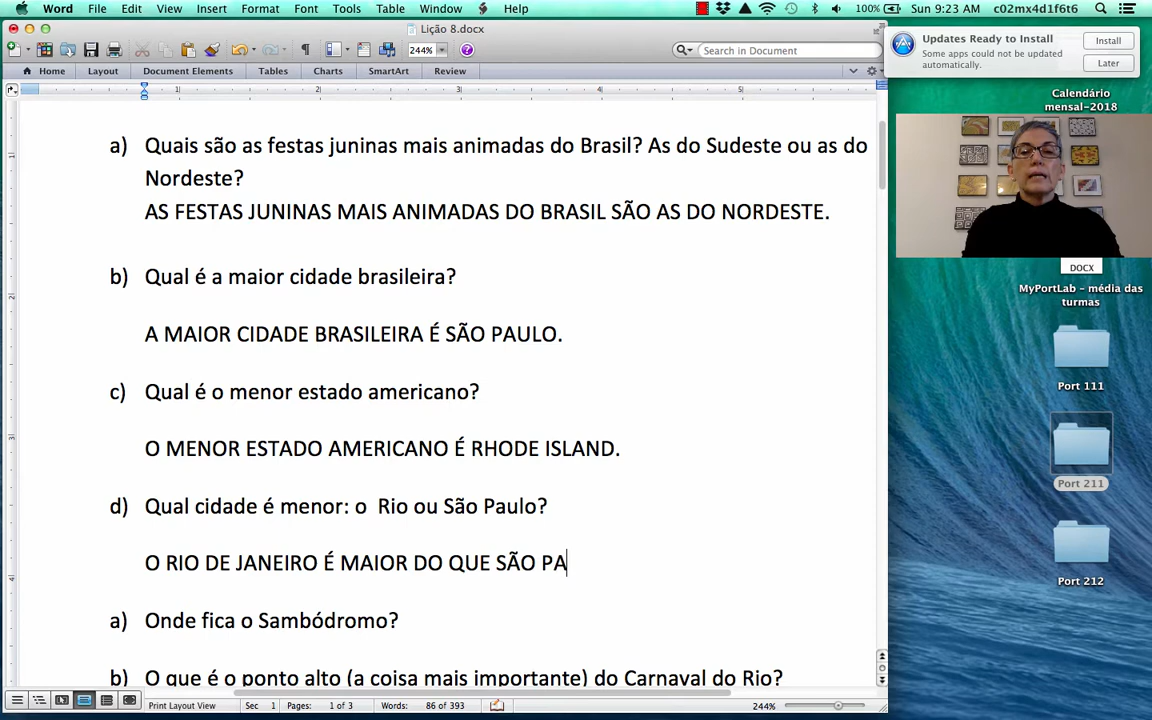 Word File Edit View Insert Format Font Tools Table Window Help 100% Sun 9:23 AM c02mx4d1f6t6
Lição 8.docx
244%
Search in Document
Home Layout Document Elements Tables Charts SmartArt Review
Updates Ready to Install
Some apps could not be updated
automatically.
Install
Later
1 2 3 4 5
Calendário
mensal-2018
a) Quais são as festas juninas mais animadas do Brasil? As do Sudeste ou as do
Nordeste?
AS FESTAS JUNINAS MAIS ANIMADAS DO BRASIL SÃO AS DO NORDESTE.
b) Qual é a maior cidade brasileira?
A MAIOR CIDADE BRASILEIRA É SÃO PAULO.
c) Qual é o menor estado americano?
O MENOR ESTADO AMERICANO É RHODE ISLAND.
d) Qual cidade é menor: o  Rio ou São Paulo?
O RIO DE JANEIRO É MAIOR DO QUE SÃO PA
a) Onde fica o Sambódromo?
b) O que é o ponto alto (a coisa mais importante) do Carnaval do Rio?
DOCX
MyPortLab - média das
turmas
Port 111
Port 211
Port 212
Print Layout View Sec 1 Pages: 1 of 3 Words: 86 of 393 244%